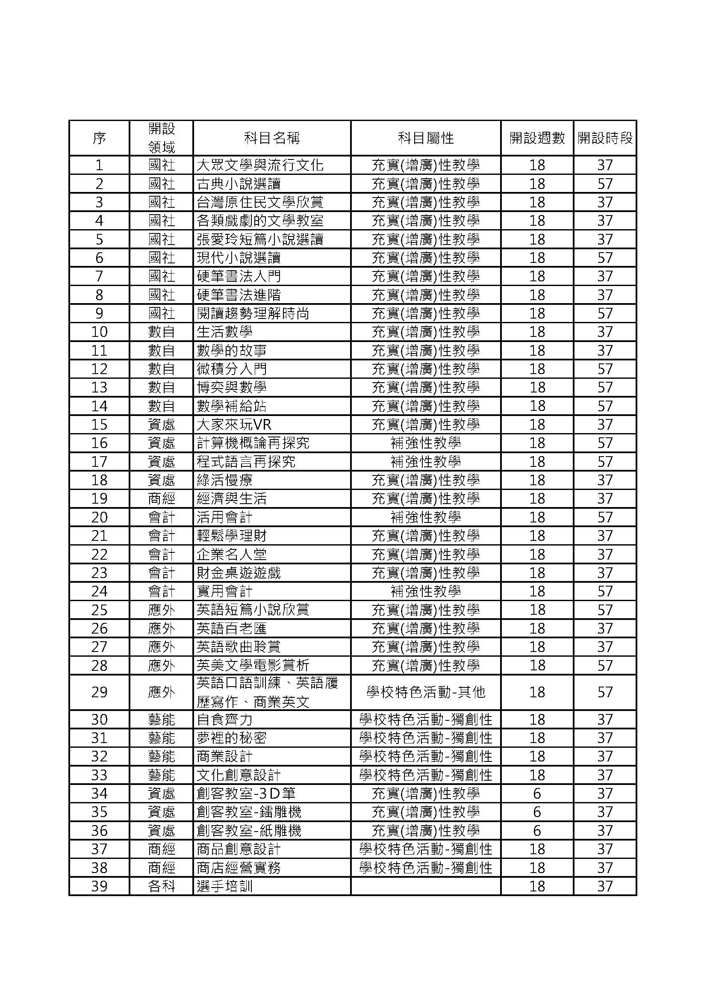 序 開設領域 科目名稱 科目屬性 開設週數 開設時段
1 國社 大眾文學與流行文化 充實(增廣)性教學 18 37
2 國社 古典小說選讀 充實(增廣)性教學 18 57
3 國社 台灣原住民文學欣賞 充實(增廣)性教學 18 37
4 國社 各類戲劇的文學教室 充實(增廣)性教學 18 37
5 國社 張愛玲短篇小說選讀 充實(增廣)性教學 18 37
6 國社 現代小說選讀 充實(增廣)性教學 18 57
7 國社 硬筆書法入門 充實(增廣)性教學 18 37
8 國社 硬筆書法進階 充實(增廣)性教學 18 37
9 國社 閱讀趨勢理解時尚 充實(增廣)性教學 18 57
10 數自 生活數學 充實(增廣)性教學 18 37
11 數自 數學的故事 充實(增廣)性教學 18 37
12 數自 微積分入門 充實(增廣)性教學 18 57
13 數自 博奕與數學 充實(增廣)性教學 18 57
14 數自 數學補給站 充實(增廣)性教學 18 57
15 資處 大家來玩VR 充實(增廣)性教學 18 37
16 資處 計算機概論再探究 補強性教學 18 57
17 資處 程式語言再探究 補強性教學 18 57
18 資處 綠活慢療 充實(增廣)性教學 18 37
19 商經 經濟與生活 充實(增廣)性教學 18 37
20 會計 活用會計 補強性教學 18 57
21 會計 輕鬆學理財 充實(增廣)性教學 18 37
22 會計 企業名人堂 充實(增廣)性教學 18 37
23 會計 財金桌遊遊戲 充實(增廣)性教學 18 37
24 會計 實用會計 補強性教學 18 57
25 應外 英語短篇小說欣賞 充實(增廣)性教學 18 57
26 應外 英語百老匯 充實(增廣)性教學 18 37
27 應外 英語歌曲聆賞 充實(增廣)性教學 18 37
28 應外 英美文學電影賞析 充實(增廣)性教學 18 57
29 應外 英語口語訓練、英語履歷寫作、商業英文 學校特色活動-其他 18 57
30 藝能 自食齊力 學校特色活動-獨創性 18 37
31 藝能 夢裡的秘密 學校特色活動-獨創性 18 37
32 藝能 商業設計 學校特色活動-獨創性 18 37
33 藝能 文化創意設計 學校特色活動-獨創性 18 37
34 資處 創客教室-3D筆 充實(增廣)性教學 6 37
35 資處 創客教室-鐳雕機 充實(增廣)性教學 6 37
36 資處 創客教室-紙雕機 充實(增廣)性教學 6 37
37 商經 商品創意設計 學校特色活動-獨創性 18 37
38 商經 商店經營實務 學校特色活動-獨創性 18 37
39 各科 選手培訓 18 37